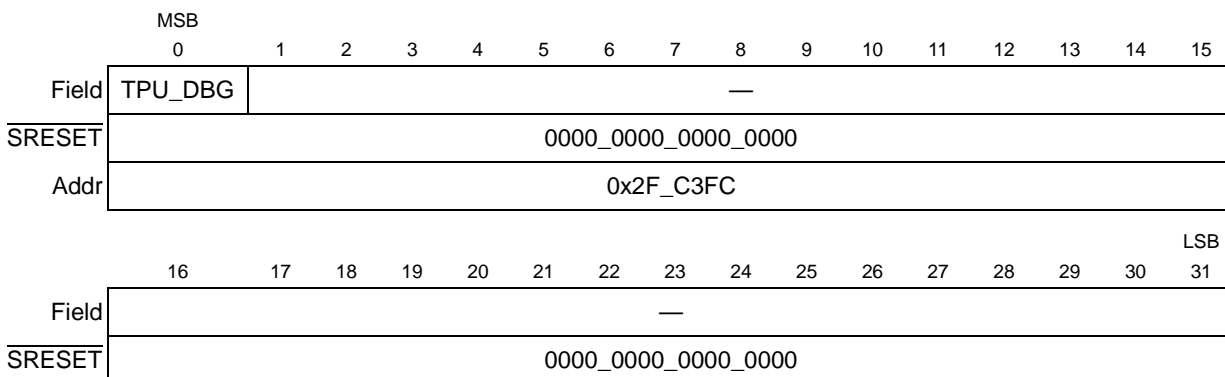 MSB
0 1 2 3 4 5 6 7 8 9 10 11 12 13 14 15
Field TPU_DBG —
SRESET 0000_0000_0000_0000
Addr 0x2F_C3FC
LSB
16 17 18 19 20 21 22 23 24 25 26 27 28 29 30 31
Field —
SRESET 0000_0000_0000_0000